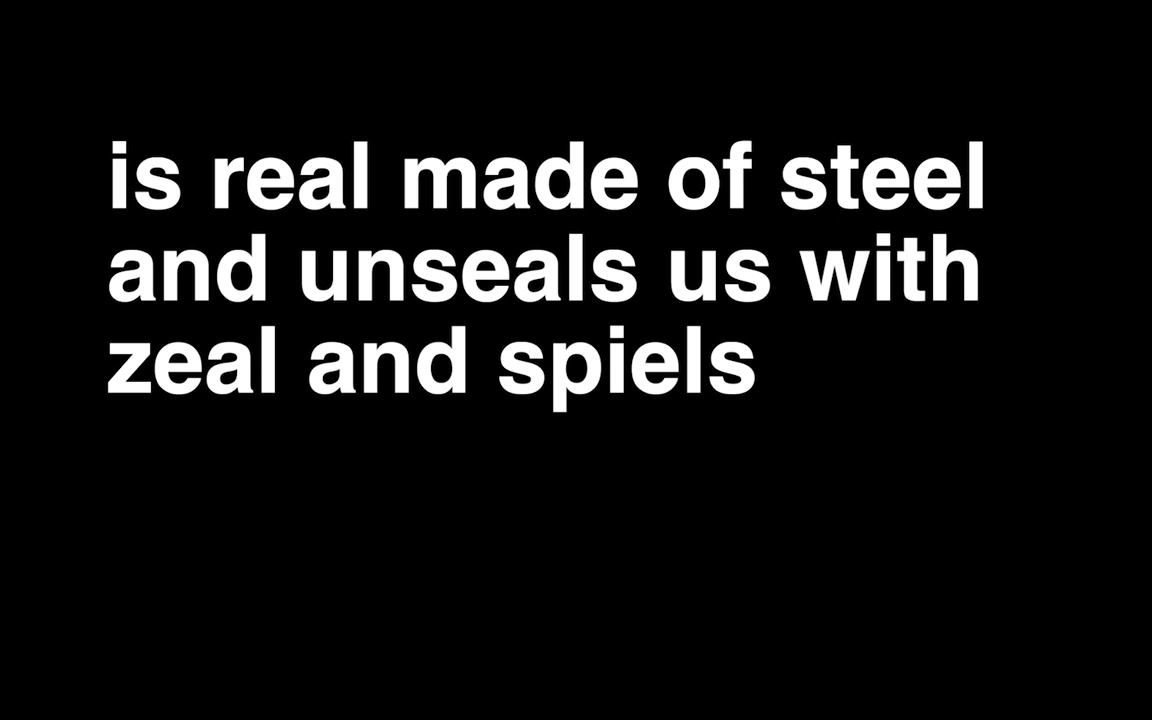 is real made of steel
and unseals us with
zeal and spiels